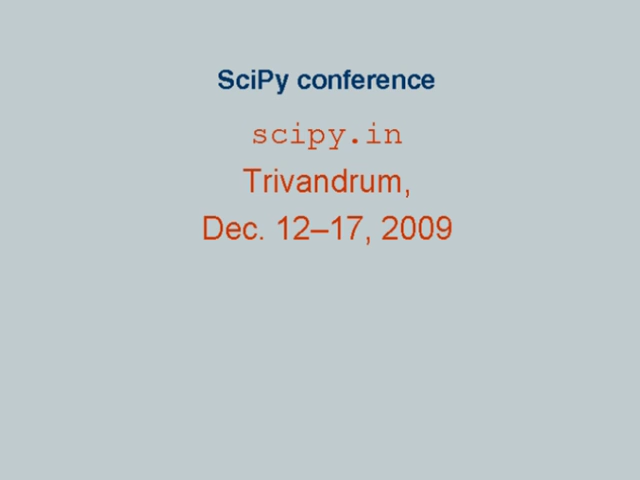 SciPy conference
scipy.in
Trivandrum,
Dec. 12–17, 2009